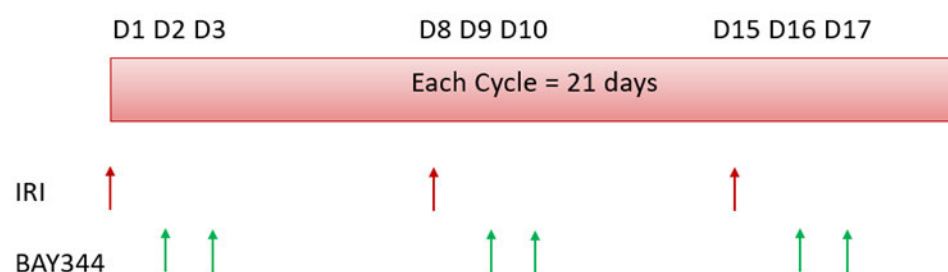 D1 D2 D3 D8 D9 D10 D15 D16 D17
Each Cycle = 21 days
IRI
BAY344